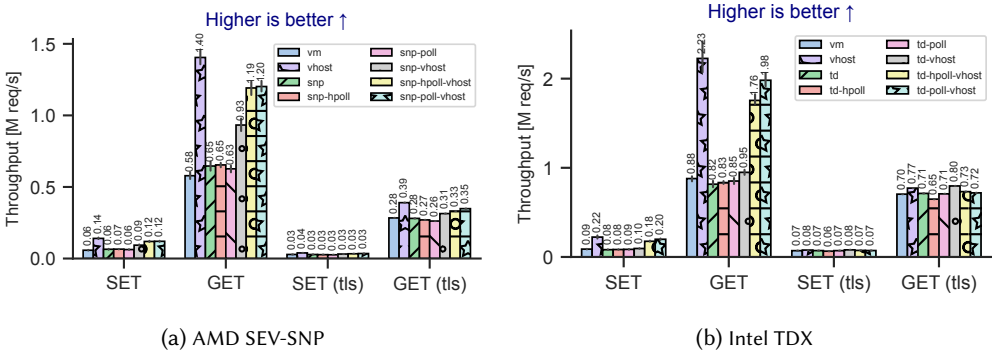 Higher is better ↑
Throughput [M req/s]
1.5
1.0
0.5
0.0
vm
vhost
snp
snp-hpoll
snp-poll
snp-vhost
snp-hpoll-vhost
snp-poll-vhost
0.06 0.14 0.06 0.07 0.06 0.09 0.12 0.12
0.58 1.40 0.65 0.65 0.63 0.93 1.19 1.20
0.03 0.04 0.03 0.03 0.03 0.03 0.03 0.03
0.28 0.39 0.28 0.27 0.26 0.31 0.33 0.35
SET GET SET (tls) GET (tls)
(a) AMD SEV-SNP
Higher is better ↑
Throughput [M req/s]
2
1
0
vm
vhost
td
td-hpoll
td-poll
td-vhost
td-hpoll-vhost
td-poll-vhost
0.09 0.22 0.08 0.08 0.09 0.10 0.18 0.20
0.88 2.23 0.82 0.83 0.85 0.95 1.76 1.98
0.07 0.08 0.07 0.06 0.07 0.08 0.07 0.07
0.70 0.77 0.71 0.65 0.71 0.80 0.73 0.72
SET GET SET (tls) GET (tls)
(b) Intel TDX